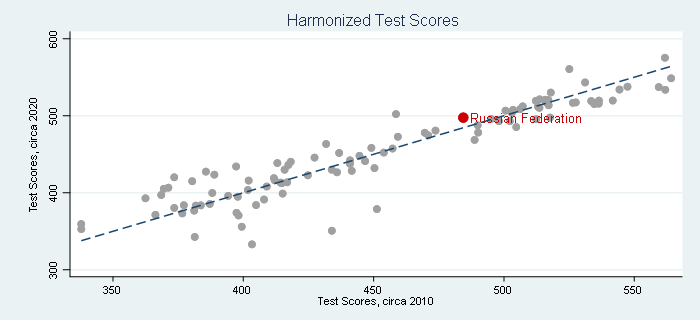 Harmonized Test Scores
600
500
400
300
Test Scores, circa 2020
Russian Federation
350
400
450
500
550
Test Scores, circa 2010